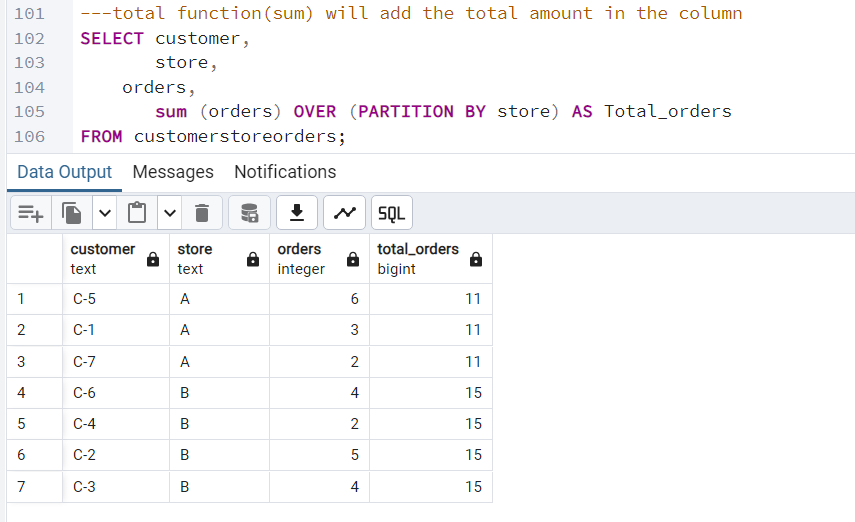 101 ---total function(sum) will add the total amount in the column
102 SELECT customer,
103 store,
104 orders,
105 sum (orders) OVER (PARTITION BY store) AS Total_orders
106 FROM customerstoreorders;
Data Output Messages Notifications
SQL
customer store orders total_orders
text text integer bigint
1 C-5 A 6 11
2 C-1 A 3 11
3 C-7 A 2 11
4 C-6 B 4 15
5 C-4 B 2 15
6 C-2 B 5 15
7 C-3 B 4 15